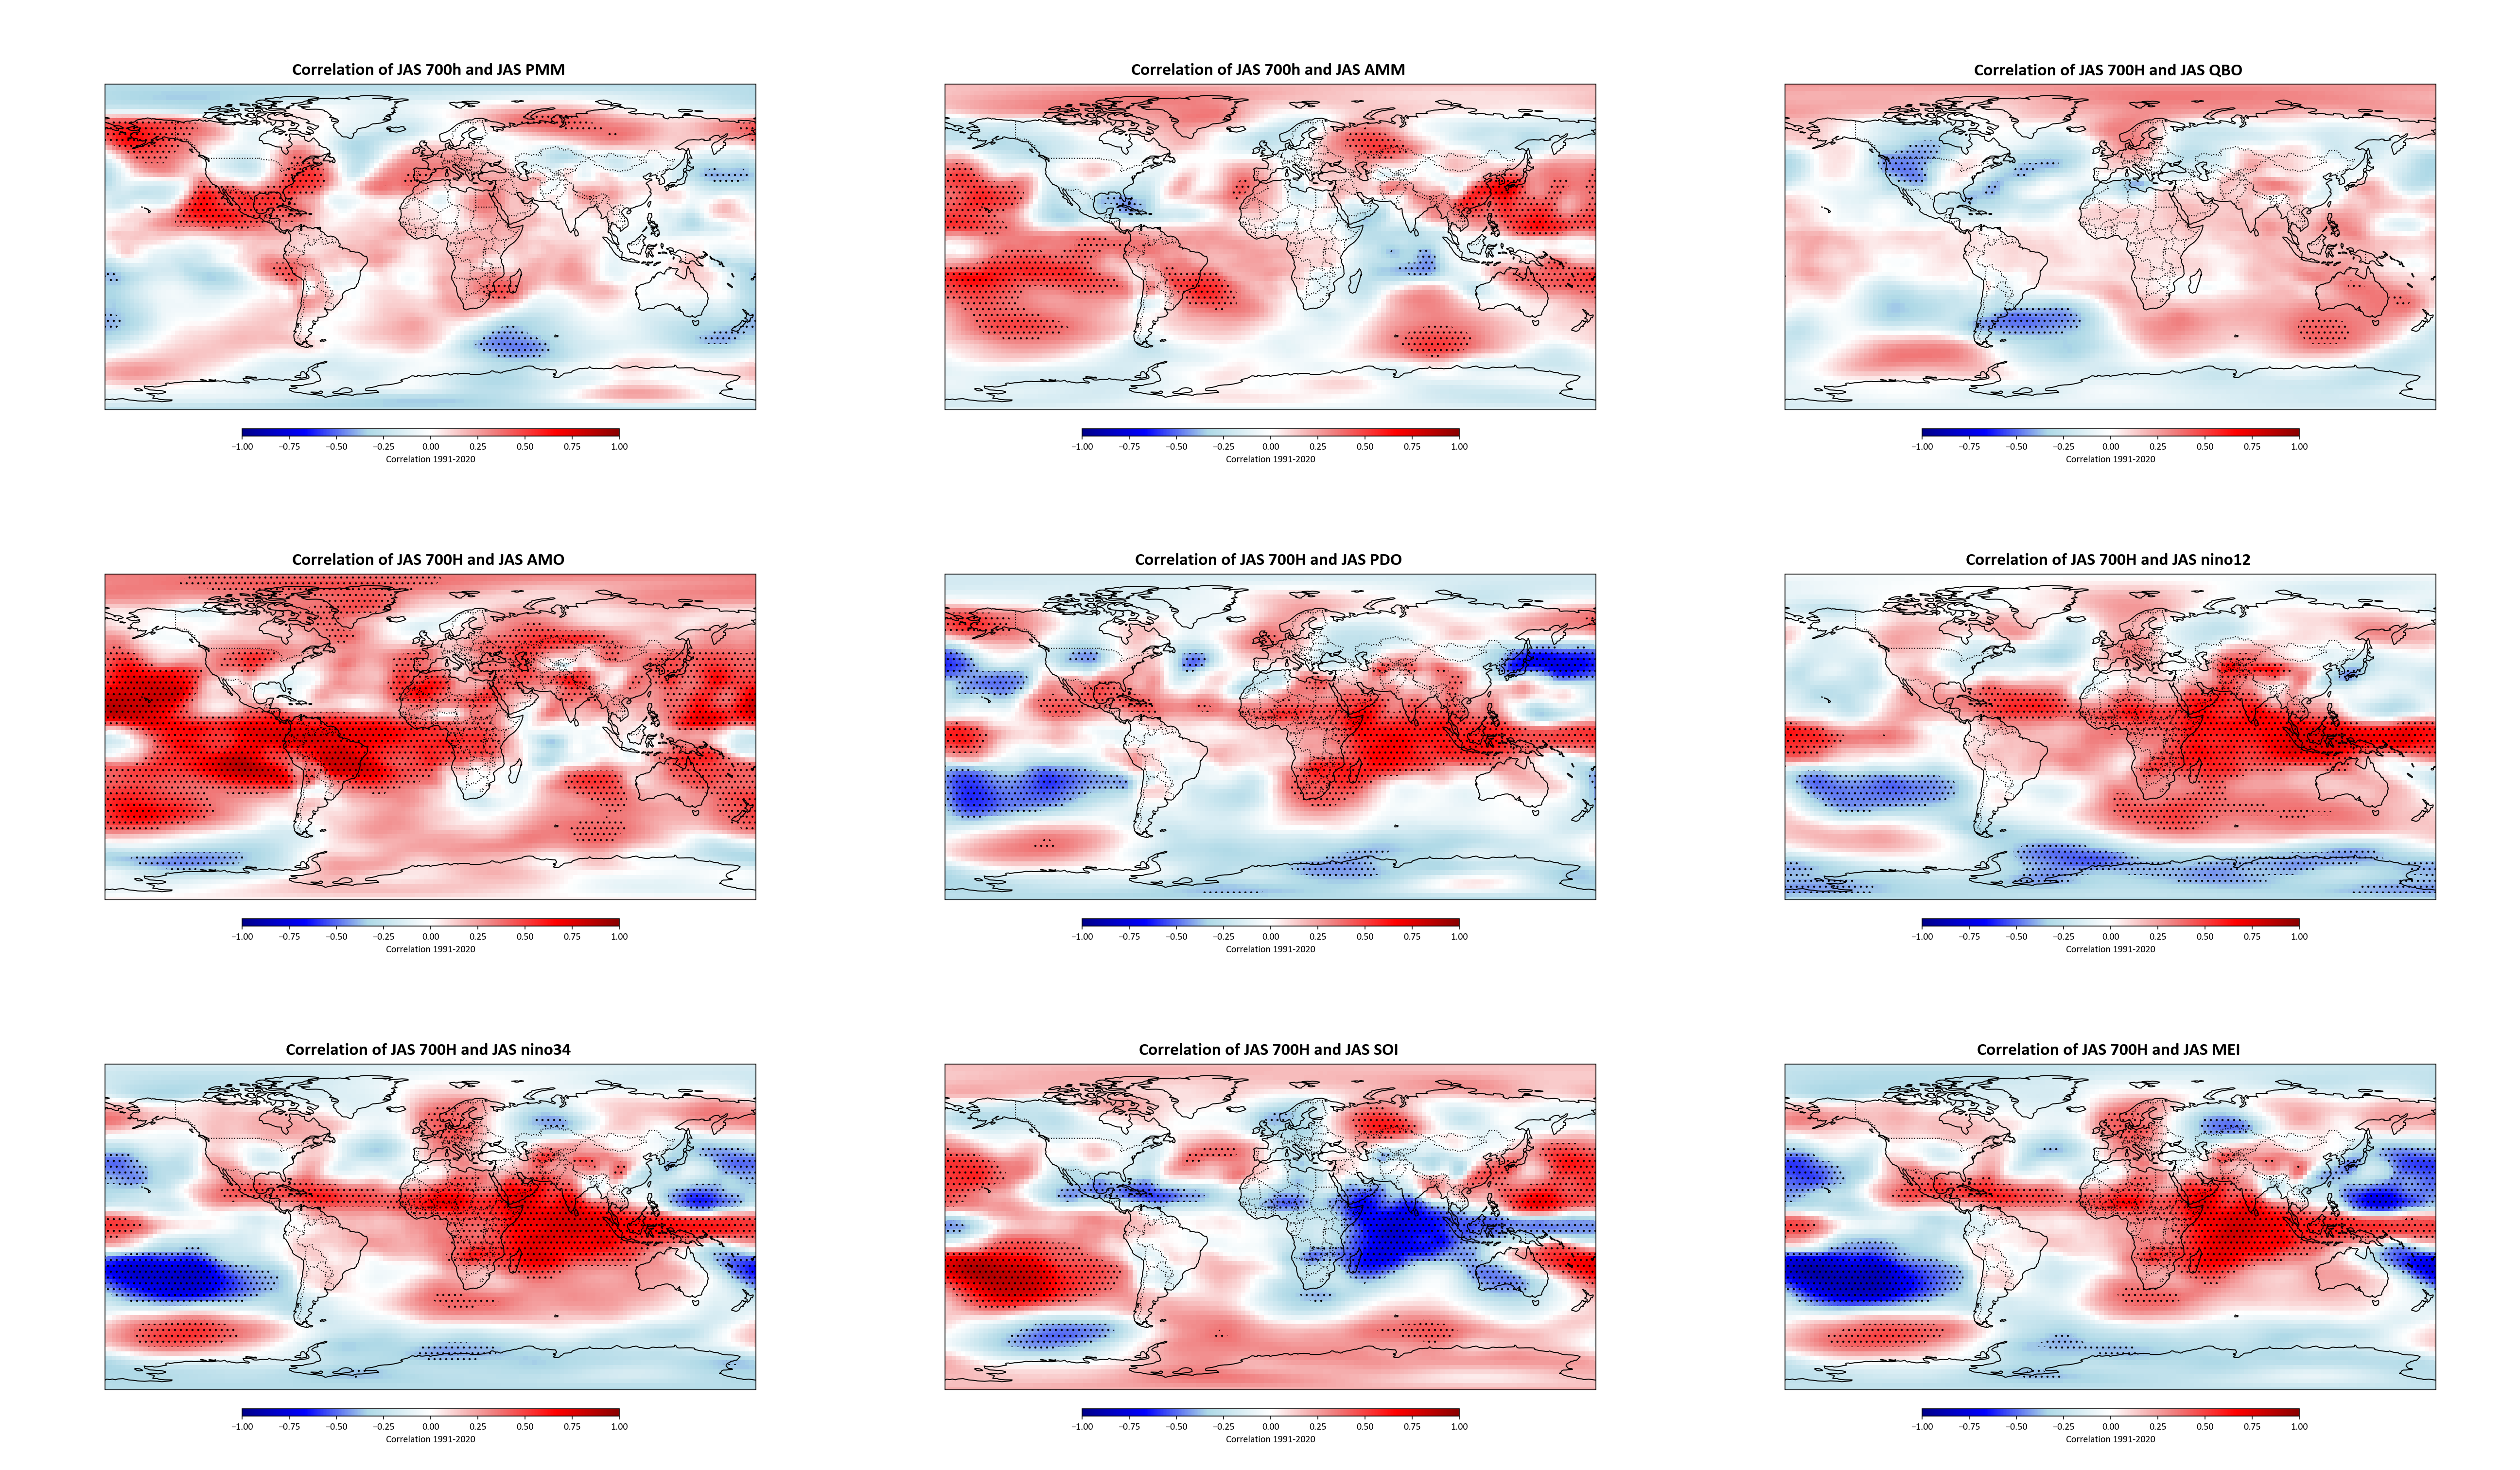 Correlation of JAS 700h and JAS PMM
−1.00 −0.75 −0.50 −0.25 0.00 0.25 0.50 0.75 1.00
Correlation 1991-2020
Correlation of JAS 700h and JAS AMM
−1.00 −0.75 −0.50 −0.25 0.00 0.25 0.50 0.75 1.00
Correlation 1991-2020
Correlation of JAS 700H and JAS QBO
−1.00 −0.75 −0.50 −0.25 0.00 0.25 0.50 0.75 1.00
Correlation 1991-2020
Correlation of JAS 700H and JAS AMO
−1.00 −0.75 −0.50 −0.25 0.00 0.25 0.50 0.75 1.00
Correlation 1991-2020
Correlation of JAS 700H and JAS PDO
−1.00 −0.75 −0.50 −0.25 0.00 0.25 0.50 0.75 1.00
Correlation 1991-2020
Correlation of JAS 700H and JAS nino12
−1.00 −0.75 −0.50 −0.25 0.00 0.25 0.50 0.75 1.00
Correlation 1991-2020
Correlation of JAS 700H and JAS nino34
−1.00 −0.75 −0.50 −0.25 0.00 0.25 0.50 0.75 1.00
Correlation 1991-2020
Correlation of JAS 700H and JAS SOI
−1.00 −0.75 −0.50 −0.25 0.00 0.25 0.50 0.75 1.00
Correlation 1991-2020
Correlation of JAS 700H and JAS MEI
−1.00 −0.75 −0.50 −0.25 0.00 0.25 0.50 0.75 1.00
Correlation 1991-2020